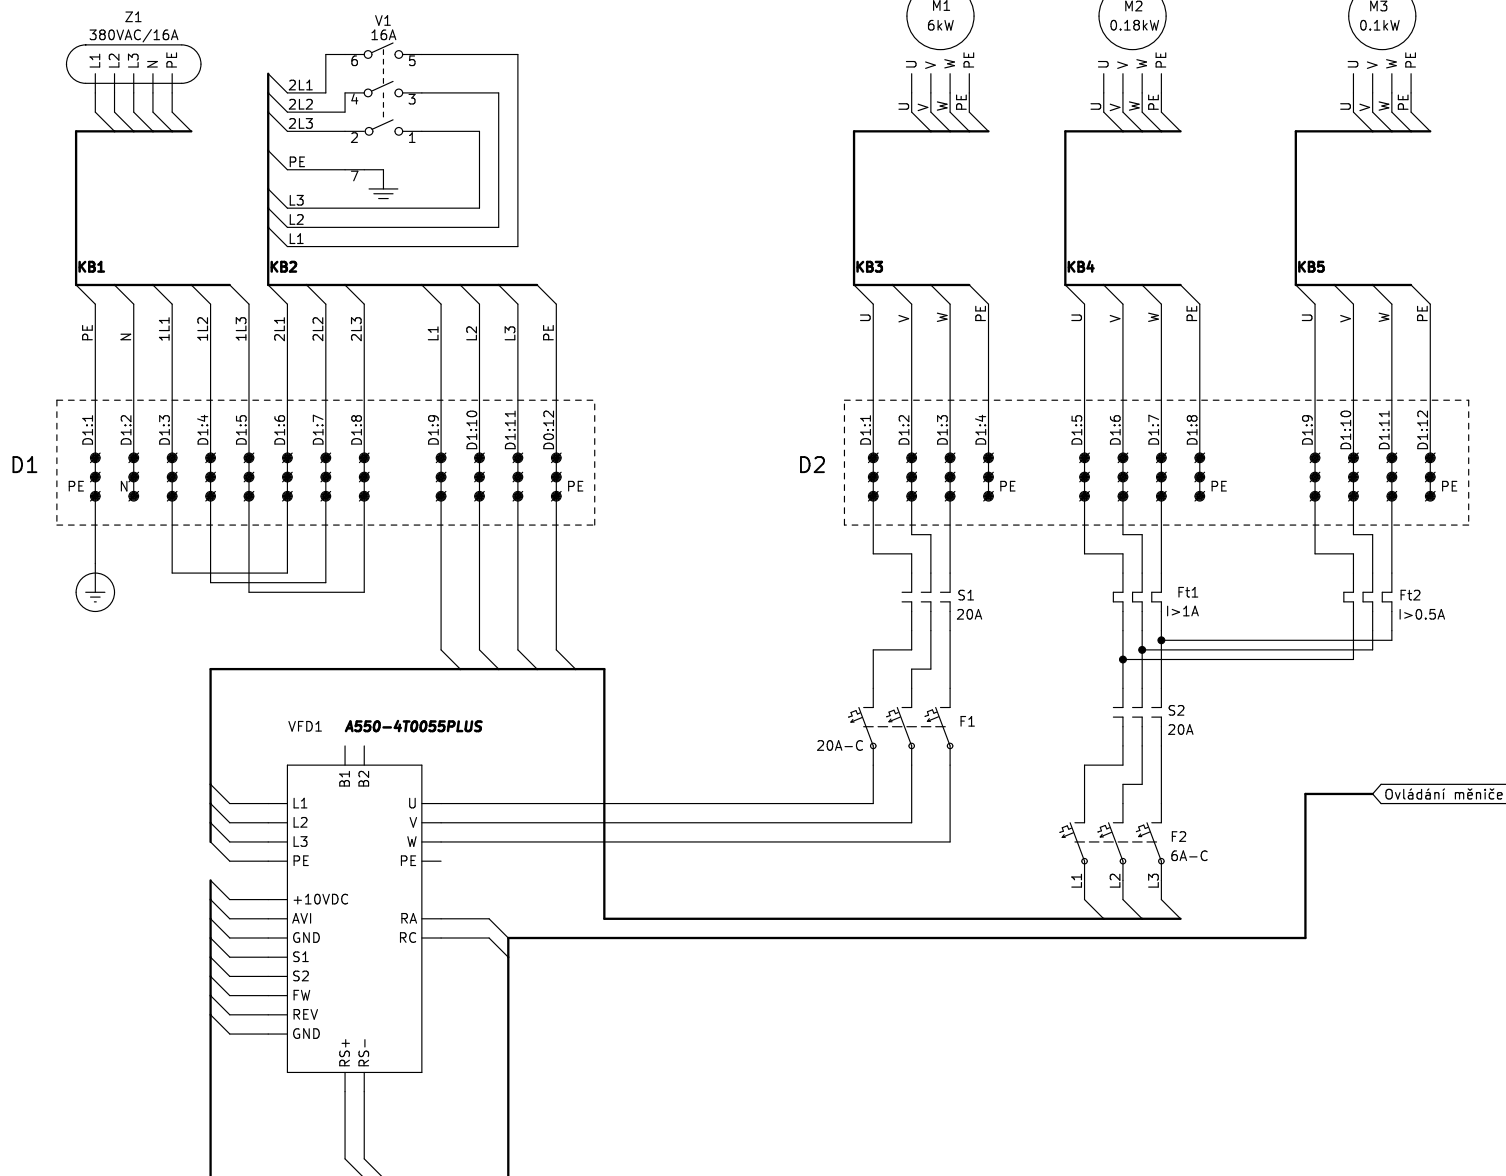 Z1
380VAC/16A
L1 L2 L3 N PE
V1
16A
6 5
2L1
2L2 4 3
2L3 2 1
PE 7
L3
L2
L1
M1
6kW
U V W PE
U V W PE
M2
0.18kW
U V W PE
U V W PE
M3
0.1kW
U V W PE
U V W PE
KB1
KB2
KB3
KB4
KB5
PE N 1L1 1L2 1L3 2L1 2L2 2L3 L1 L2 L3 PE
U V W PE U V W PE U V W PE
D1:1 D1:2 D1:3 D1:4 D1:5 D1:6 D1:7 D1:8 D1:9 D1:10 D1:11 D0:12
D1:1 D1:2 D1:3 D1:4 D1:5 D1:6 D1:7 D1:8 D1:9 D1:10 D1:11 D1:12
D1
PE N PE
D2
PE PE PE
S1
20A
Ft1
I>1A
Ft2
I>0.5A
VFD1 A550-4T0055PLUS
B1 B2
F1
20A-C
S2
20A
L1 U
L2 V
L3 W
PE PE
+10VDC
AVI RA
GND RC
S1
S2
FW
REV
GND
RS+ RS-
F2
6A-C
L1 L2 L3
Ovládání měniče